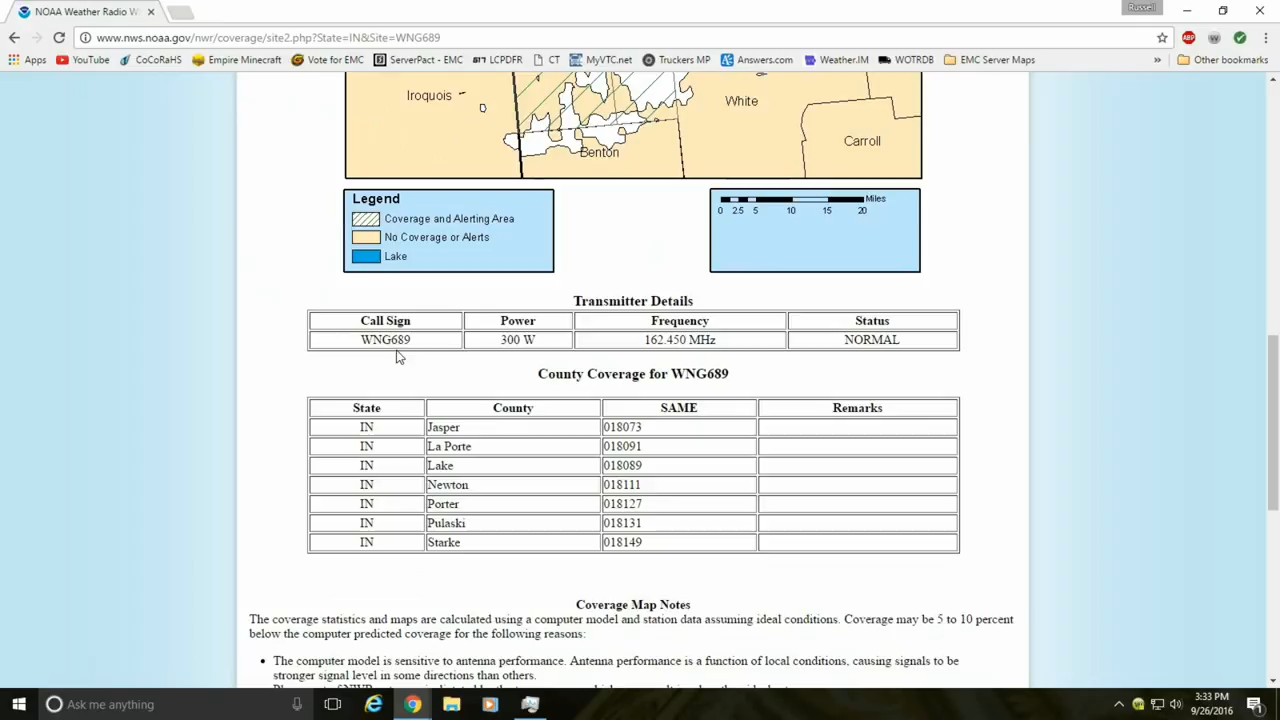 NOAA Weather Radio W
Russell
www.nws.noaa.gov/nwr/coverage/site2.php?State=IN&Site=WNG689
Apps YouTube CoCoRaHS Empire Minecraft Vote for EMC ServerPact - EMC LCPDFR CT MyVTC.net Truckers MP Answers.com Weather.IM WOTRDB EMC Server Maps » Other bookmarks
Iroquois
White
Benton
Carroll
Legend
Coverage and Alerting Area
No Coverage or Alerts
Lake
Miles
0 2.5 5 10 15 20
Transmitter Details
Call Sign Power Frequency Status
WNG689 300 W 162.450 MHz NORMAL
County Coverage for WNG689
State County SAME Remarks
IN Jasper 018073
IN La Porte 018091
IN Lake 018089
IN Newton 018111
IN Porter 018127
IN Pulaski 018131
IN Starke 018149
Coverage Map Notes
The coverage statistics and maps are calculated using a computer model and station data assuming ideal conditions. Coverage may be 5 to 10 percent
below the computer predicted coverage for the following reasons:
• The computer model is sensitive to antenna performance. Antenna performance is a function of local conditions, causing signals to be
stronger signal level in some directions than others.
Ask me anything
3:33 PM
9/26/2016